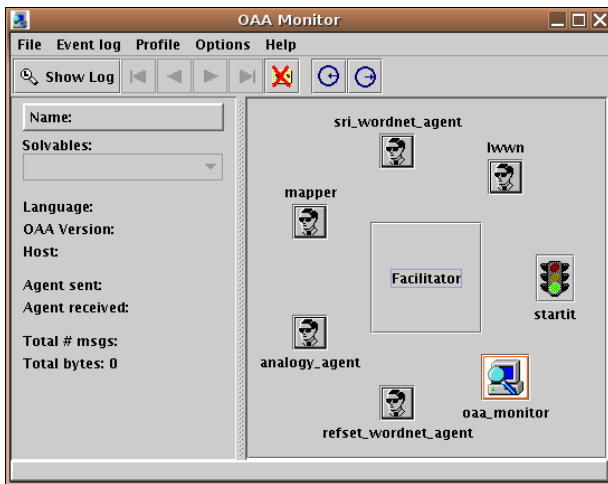 OAA Monitor
File Event log Profile Options Help
Show Log
Name:
Solvables:
Language:
OAA Version:
Host:
Agent sent:
Agent received:
Total # msgs:
Total bytes: 0
sri_wordnet_agent
lwwn
mapper
Facilitator
startit
analogy_agent
oaa_monitor
refset_wordnet_agent